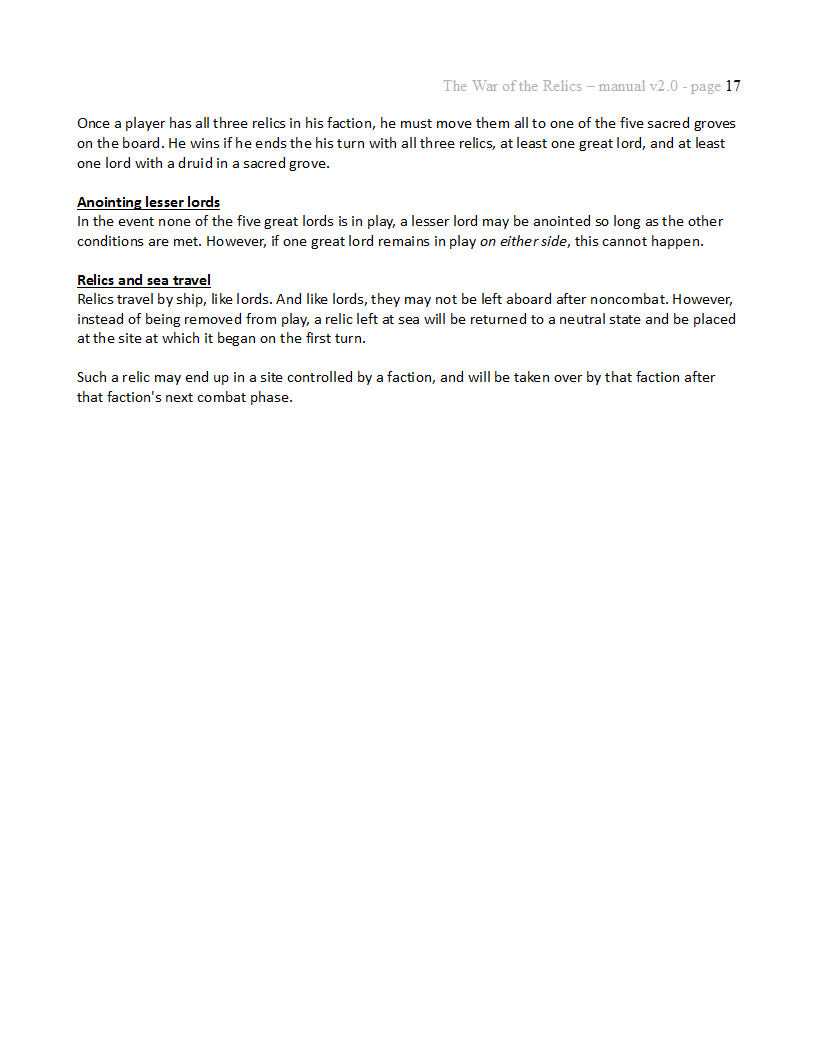 The War of the Relics – manual v2.0 - page 17
Once a player has all three relics in his faction, he must move them all to one of the five sacred groves
on the board. He wins if he ends the his turn with all three relics, at least one great lord, and at least
one lord with a druid in a sacred grove.
Anointing lesser lords
In the event none of the five great lords is in play, a lesser lord may be anointed so long as the other
conditions are met. However, if one great lord remains in play on either side, this cannot happen.
Relics and sea travel
Relics travel by ship, like lords. And like lords, they may not be left aboard after noncombat. However,
instead of being removed from play, a relic left at sea will be returned to a neutral state and be placed
at the site at which it began on the first turn.
Such a relic may end up in a site controlled by a faction, and will be taken over by that faction after
that faction's next combat phase.